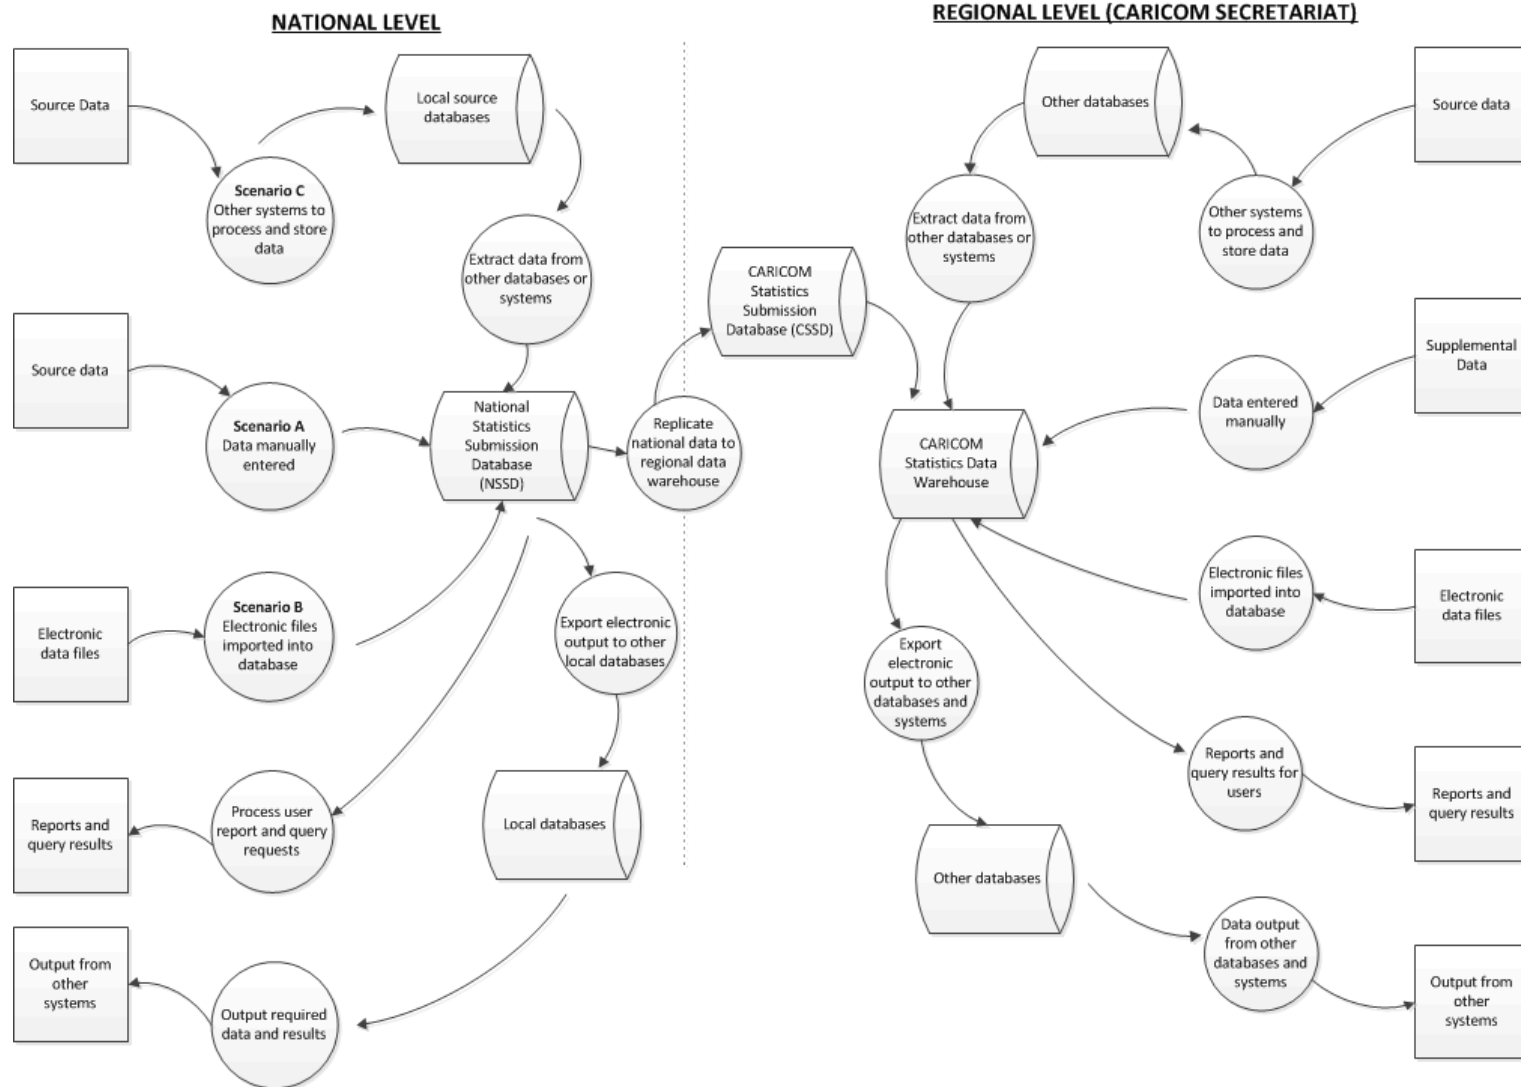 NATIONAL LEVEL
REGIONAL LEVEL (CARICOM SECRETARIAT)
Source Data
Local source
databases
Scenario C
Other systems to
process and store
data
Extract data from
other databases or
systems
Source data
Scenario A
Data manually
entered
National
Statistics
Submission
Database
(NSSD)
Replicate
national data to
regional data
warehouse
Electronic
data files
Scenario B
Electronic files
imported into
database
Export electronic
output to other
local databases
Reports and
query results
Process user
report and query
requests
Local databases
Output from
other
systems
Output required
data and results
Other databases
Source data
Extract data from
other databases or
systems
Other systems
to process and
store data
CARICOM
Statistics
Submission
Database (CSSD)
Supplemental
Data
Data entered
manually
CARICOM
Statistics Data
Warehouse
Electronic files
imported into
database
Electronic
data files
Export
electronic
output to other
databases and
systems
Reports and
query results for
users
Reports and
query results
Other databases
Data output
from other
databases and
systems
Output from
other
systems